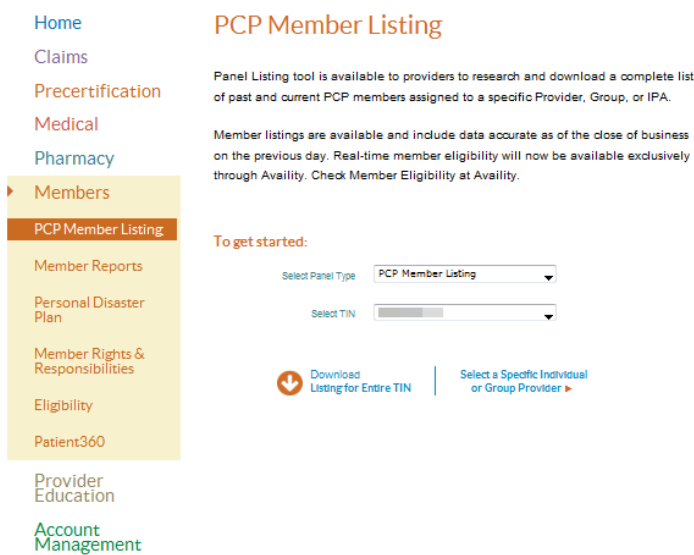 Home
Claims
Precertification
Medical
Pharmacy
Members
PCP Member Listing
Member Reports
Personal Disaster
Plan
Member Rights &
Responsibilities
Eligibility
Patient360
Provider
Education
Account
Management
PCP Member Listing
Panel Listing tool is available to providers to research and download a complete list
of past and current PCP members assigned to a specific Provider, Group, or IPA.
Member listings are available and include data accurate as of the close of business
on the previous day. Real-time member eligibility will now be available exclusively
through Availity. Check Member Eligibility at Availity.
To get started:
Select Panel Type PCP Member Listing
Select TIN
Download
Listing for Entire TIN
Select a Specific Individual
or Group Provider